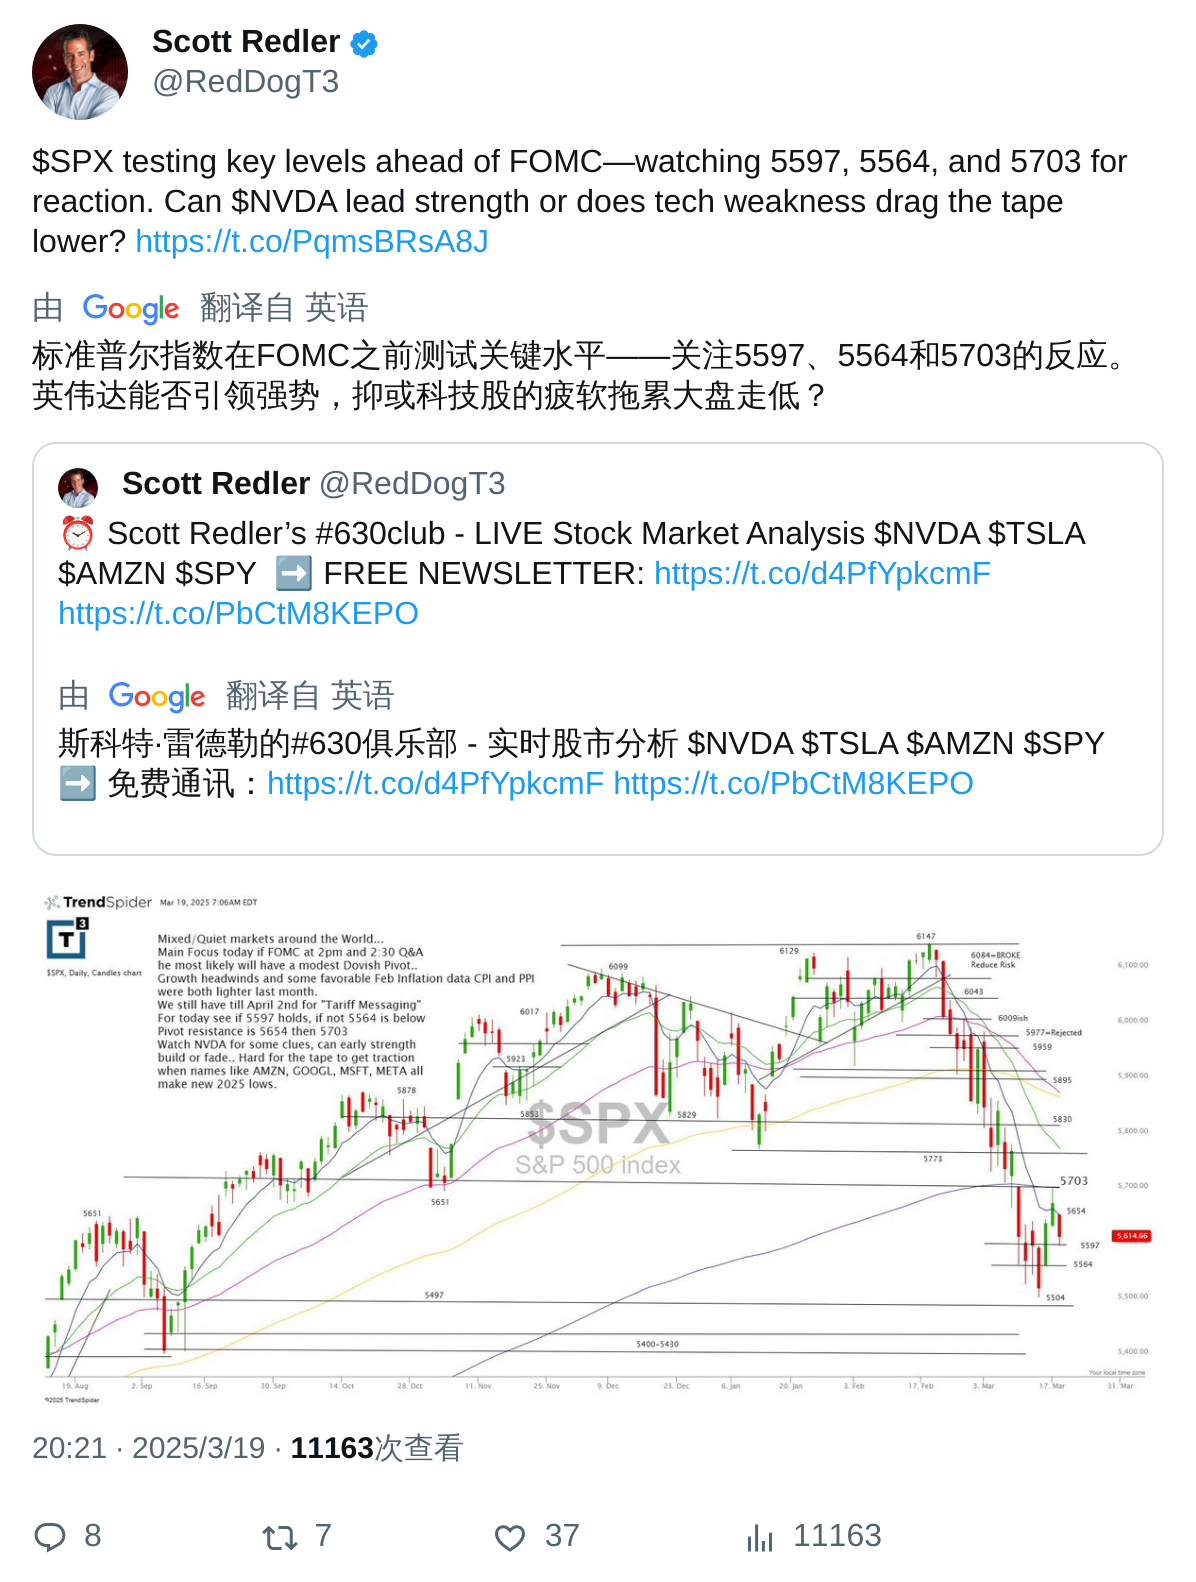 Scott Redler
@RedDogT3
$SPX testing key levels ahead of FOMC—watching 5597, 5564, and 5703 for
reaction. Can $NVDA lead strength or does tech weakness drag the tape
lower? https://t.co/PqmsBRsA8J
由 Google 翻译自 英语
标准普尔指数在FOMC之前测试关键水平——关注5597、5564和5703的反应。
英伟达能否引领强势，抑或科技股的疲软拖累大盘走低？
Scott Redler @RedDogT3
⏰ Scott Redler’s #630club - LIVE Stock Market Analysis $NVDA $TSLA
$AMZN $SPY ➡️ FREE NEWSLETTER: https://t.co/d4PfYpkcmF
https://t.co/PbCtM8KEPO
由 Google 翻译自 英语
斯科特·雷德勒的#630俱乐部 - 实时股市分析 $NVDA $TSLA $AMZN $SPY
➡️ 免费通讯：https://t.co/d4PfYpkcmF https://t.co/PbCtM8KEPO
TrendSpider Mar 19, 2025 7:06AM EDT
T3
$SPX, Daily, Candles chart
Mixed/Quiet markets around the World...
Main Focus today if FOMC at 2pm and 2:30 Q&A
he most likely will have a modest Dovish Pivot..
Growth headwinds and some favorable Feb Inflation data CPI and PPI
were both lighter last month.
We still have till April 2nd for "Tariff Messaging"
For today see if 5597 holds, if not 5564 is below
Pivot resistance is 5654 then 5703
Watch NVDA for some clues, can early strength
build or fade.. Hard for the tape to get traction
when names like AMZN, GOOGL, MSFT, META all
make new 2025 lows.
6147
6129
6084=BROKE
Reduce Risk
6099
6043
6017
6009ish
5977=Rejected
5959
5923
5895
5878
5853
5829
5830
$SPX
S&P 500 index
5773
5703
5651
5651
5654
5597
5564
5504
5497
5400-5430
6,100.00
6,000.00
5,900.00
5,800.00
5,700.00
5,614.66
5,500.00
5,400.00
Your local time zone
19. Aug
2. Sep
16. Sep
30. Sep
14. Oct
28. Oct
11. Nov
25. Nov
9. Dec
23. Dec
6. Jan
20. Jan
3. Feb
17. Feb
3. Mar
17. Mar
31. Mar
©2025 TrendSpider
20:21 · 2025/3/19 · 11163次查看
8
7
37
11163